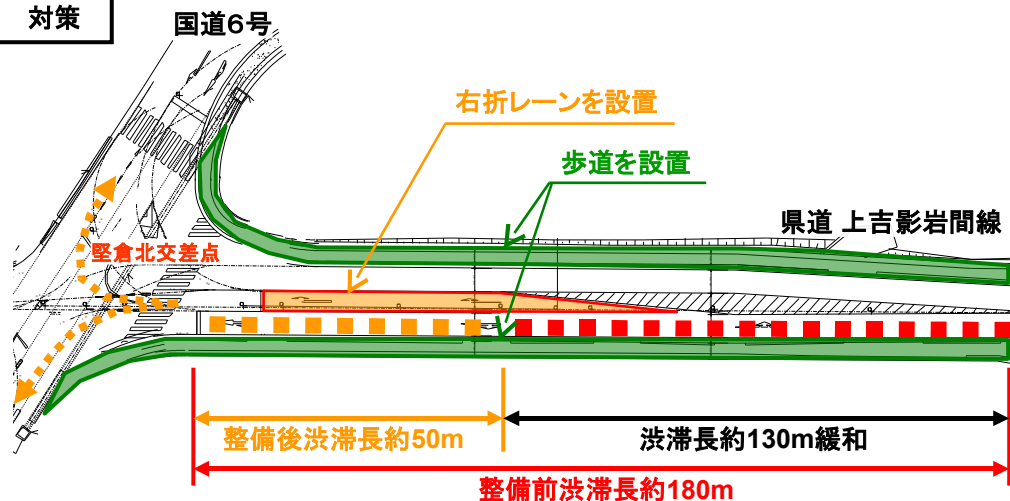 対策
国道6号
右折レーンを設置
歩道を設置
県道 上吉影岩間線
堅倉北交差点
整備後渋滞長約50m
渋滞長約130m緩和
整備前渋滞長約180m